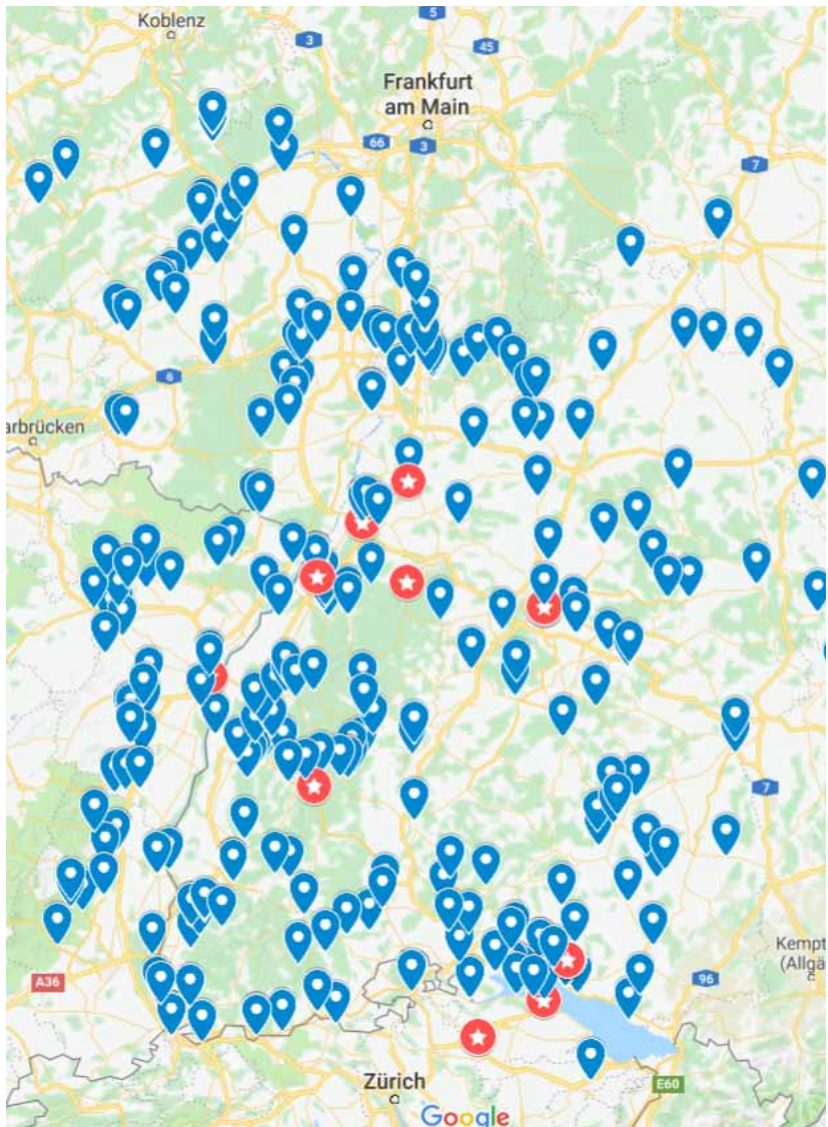 Koblenz
5
3
45
Frankfurt
am Main
66
3
7
6
arbrücken
7
Kempt
(Allgä
A36
96
Zürich
E60
Google